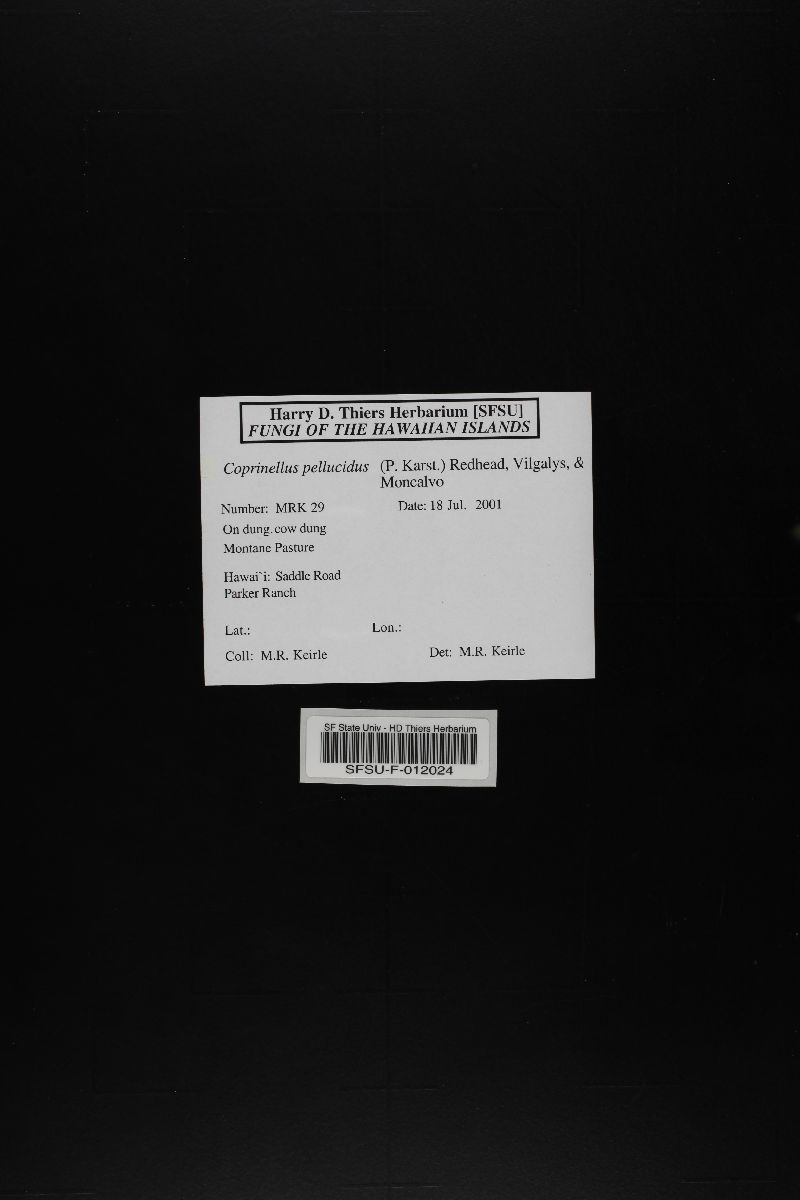 Harry D. Thiers Herbarium [SFSU]
FUNGI OF THE HAWAIIAN ISLANDS
Coprinellus pellucidus (P. Karst.) Redhead, Vilgalys, &
Moncalvo
Number: MRK 29 Date: 18 Jul. 2001
On dung. cow dung
Montane Pasture
Hawai`i: Saddle Road
Parker Ranch
Lat.: Lon.:
Coll: M.R. Keirle Det: M.R. Keirle
SF State Univ - HD Thiers Herbarium
SFSU-F-012024